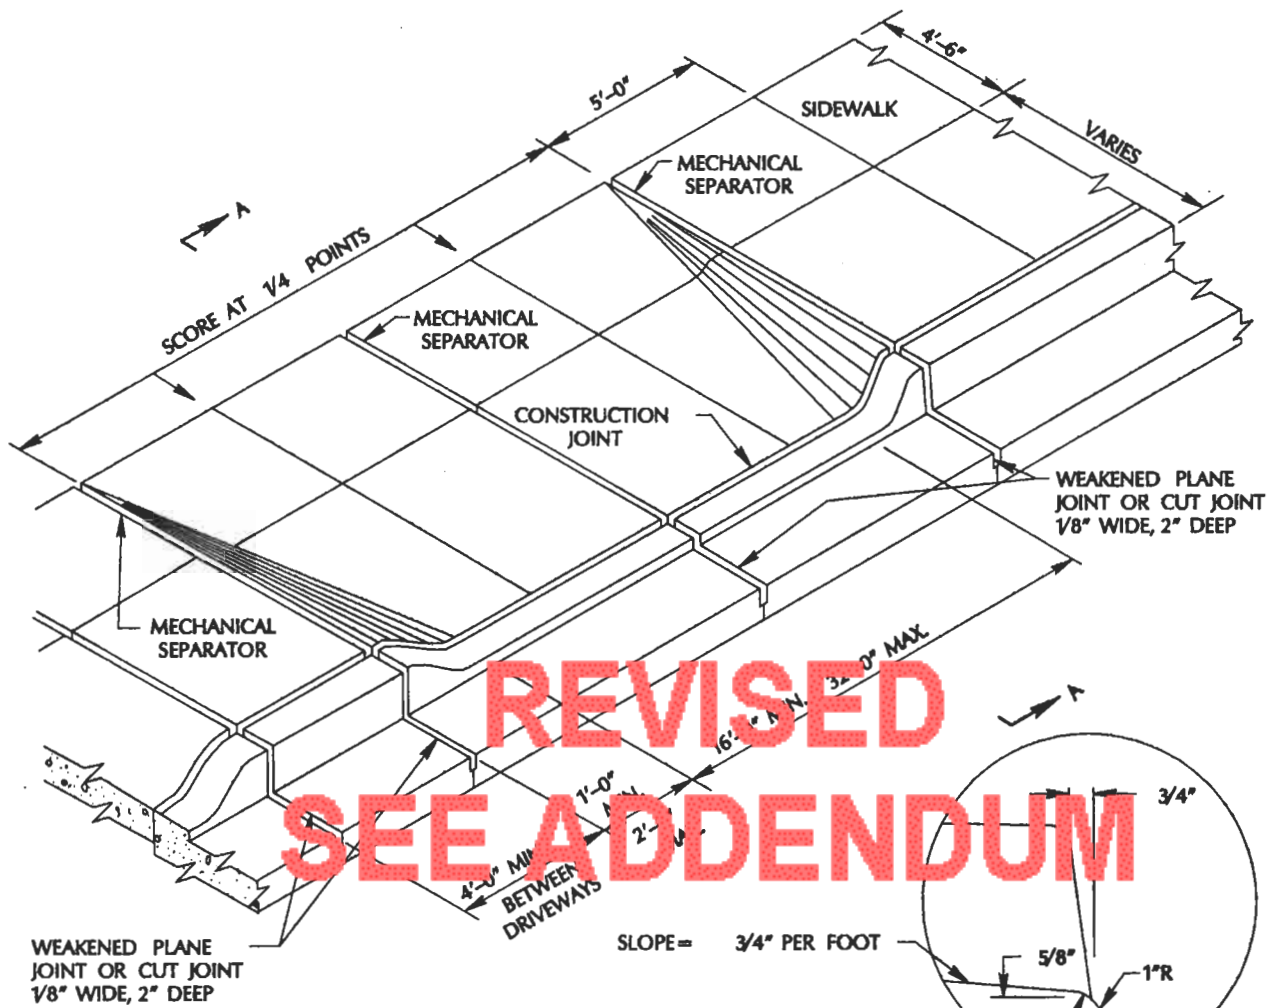 4'-6"
5'-0"
SIDEWALK
VARIES
MECHANICAL
SEPARATOR
A
SCORE AT 1/4 POINTS
MECHANICAL
SEPARATOR
CONSTRUCTION
JOINT
WEAKENED PLANE
JOINT OR CUT JOINT
1/8" WIDE, 2" DEEP
MECHANICAL
SEPARATOR
REVISED
MAX.
A
1'-0"
3/4"
SEE ADDENDUM
4'-0" MIN.
BETWEEN
DRIVEWAYS
SLOPE= 3/4" PER FOOT
5/8"
1"R
WEAKENED PLANE
JOINT OR CUT JOINT
1/8" WIDE, 2" DEEP